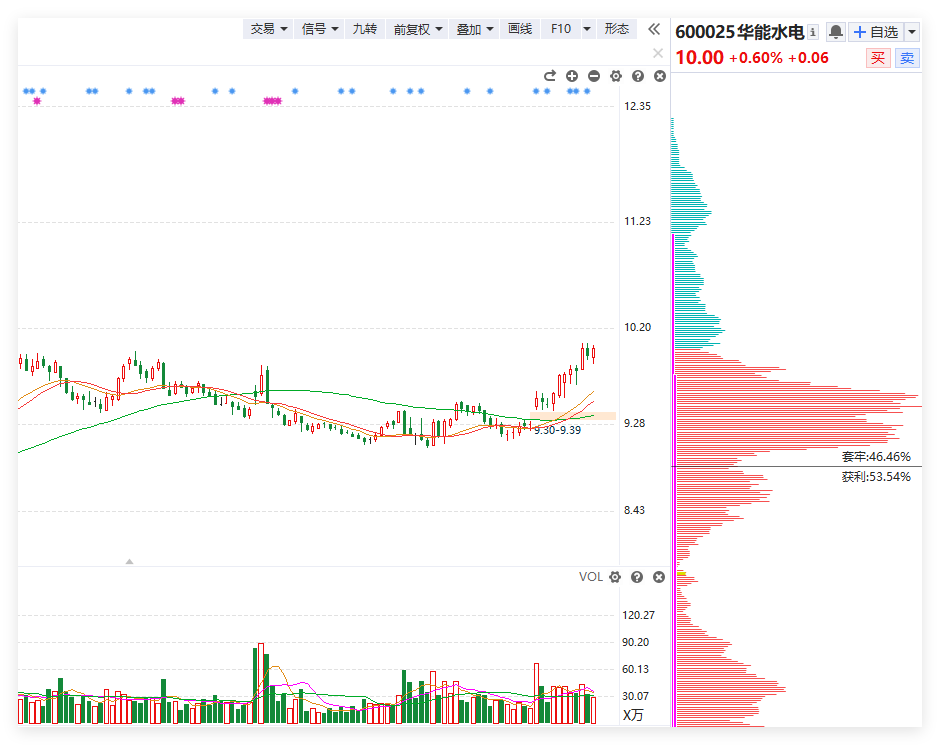 交易 信号 九转 前复权 叠加 画线 F10 形态
600025 华能水电 i + 自选
10.00 +0.60% +0.06 买 卖
12.35
11.23
10.20
9.28
9.30-9.39
套牢:46.46%
获利:53.54%
8.43
VOL
120.27
90.20
60.13
30.07
X万